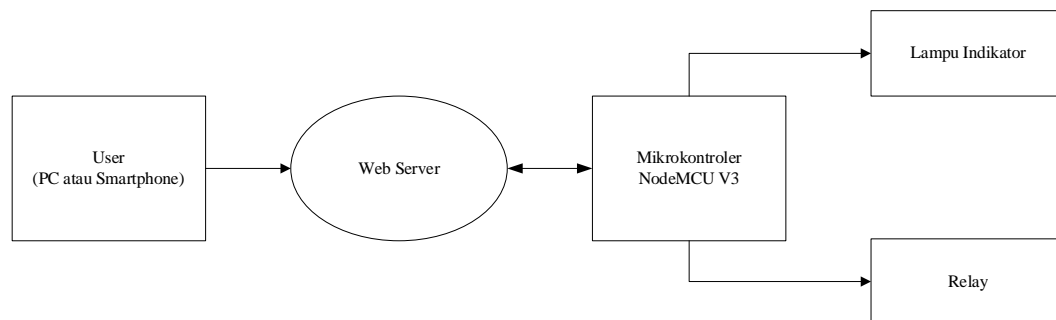 User
(PC atau Smartphone)
Web Server
Mikrokontroler
NodeMCU V3
Lampu Indikator
Relay